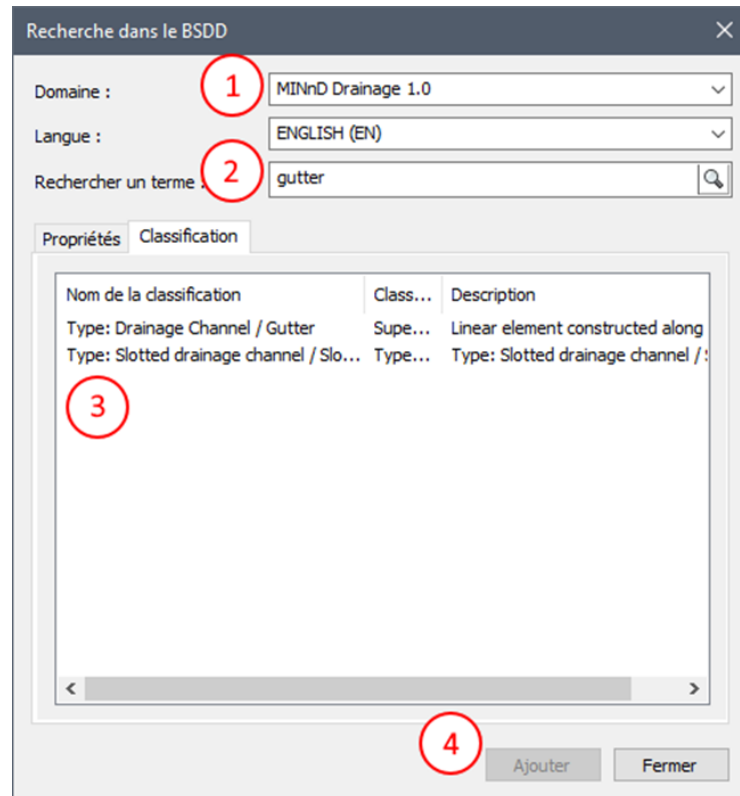 Recherche dans le BSDD
Domaine : 1 MINnD Drainage 1.0
Langue : ENGLISH (EN)
Rechercher un terme : 2 gutter
Propriétés Classification
Nom de la classification Class... Description
Type: Drainage Channel / Gutter Supe... Linear element constructed along
Type: Slotted drainage channel / Slo... Type... Type: Slotted drainage channel /
3
4 Ajouter Fermer